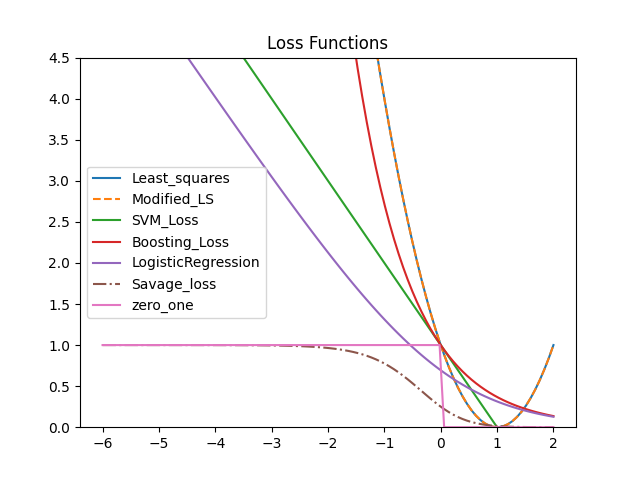 Loss Functions
4.5
4.0
3.5
3.0
2.5
2.0
1.5
1.0
0.5
0.0
Least_squares
Modified_LS
SVM_Loss
Boosting_Loss
LogisticRegression
Savage_loss
zero_one
−6 −5 −4 −3 −2 −1 0 1 2